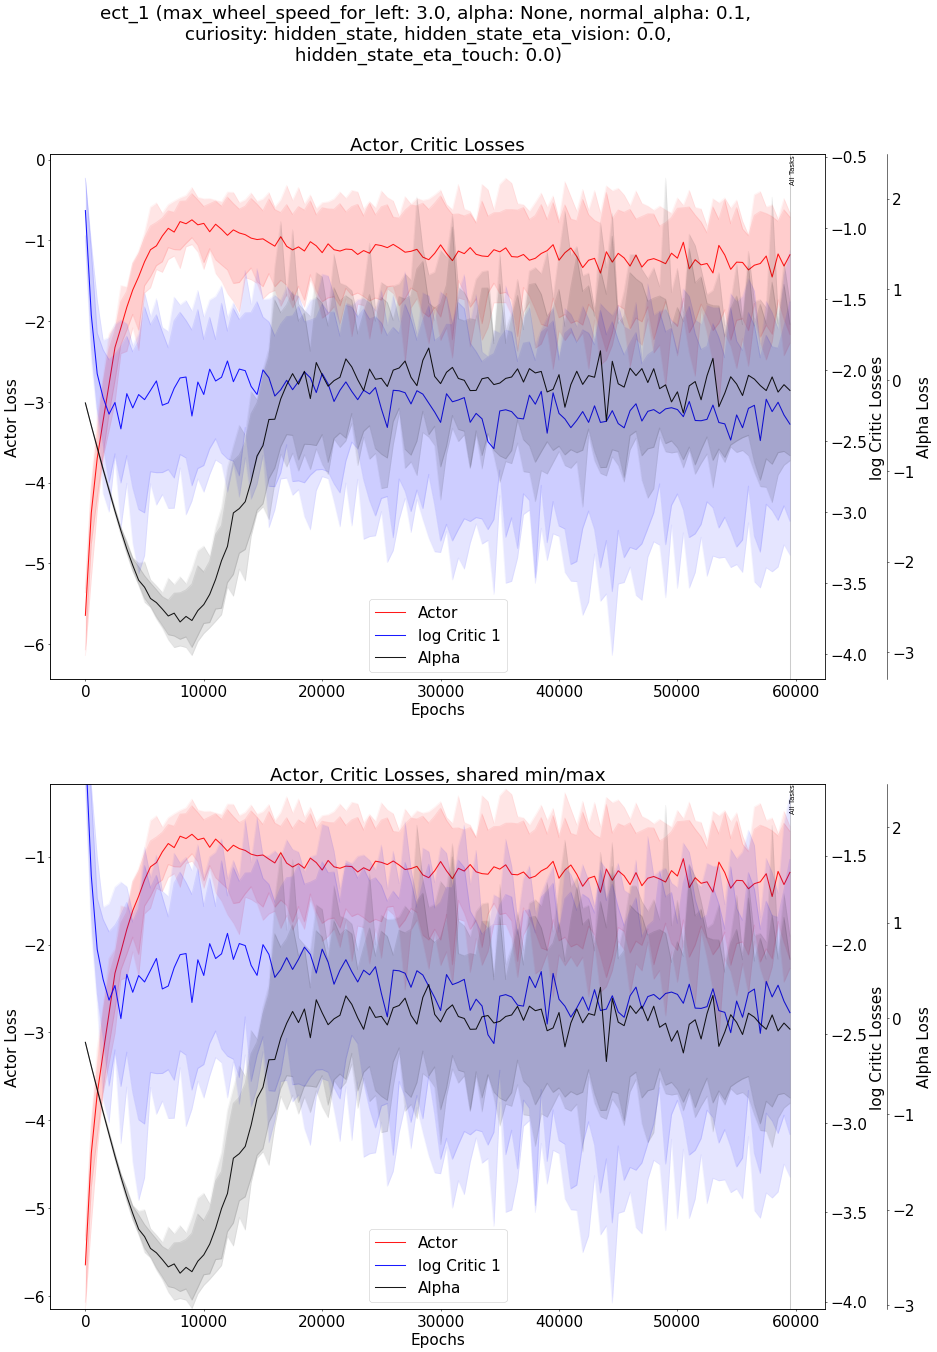 ect_1 (max_wheel_speed_for_left: 3.0, alpha: None, normal_alpha: 0.1,
curiosity: hidden_state, hidden_state_eta_vision: 0.0,
hidden_state_eta_touch: 0.0)
Actor, Critic Losses
0
−1
−2
−3
−4
−5
−6
Actor Loss
0
10000
20000
30000
40000
50000
60000
Epochs
−0.5
−1.0
−1.5
−2.0
−2.5
−3.0
−3.5
−4.0
log Critic Losses
2
1
0
−1
−2
−3
Alpha Loss
All Tasks
Actor
log Critic 1
Alpha
Actor, Critic Losses, shared min/max
−1
−2
−3
−4
−5
−6
Actor Loss
0
10000
20000
30000
40000
50000
60000
Epochs
−1.5
−2.0
−2.5
−3.0
−3.5
−4.0
log Critic Losses
2
1
0
−1
−2
−3
Alpha Loss
All Tasks
Actor
log Critic 1
Alpha